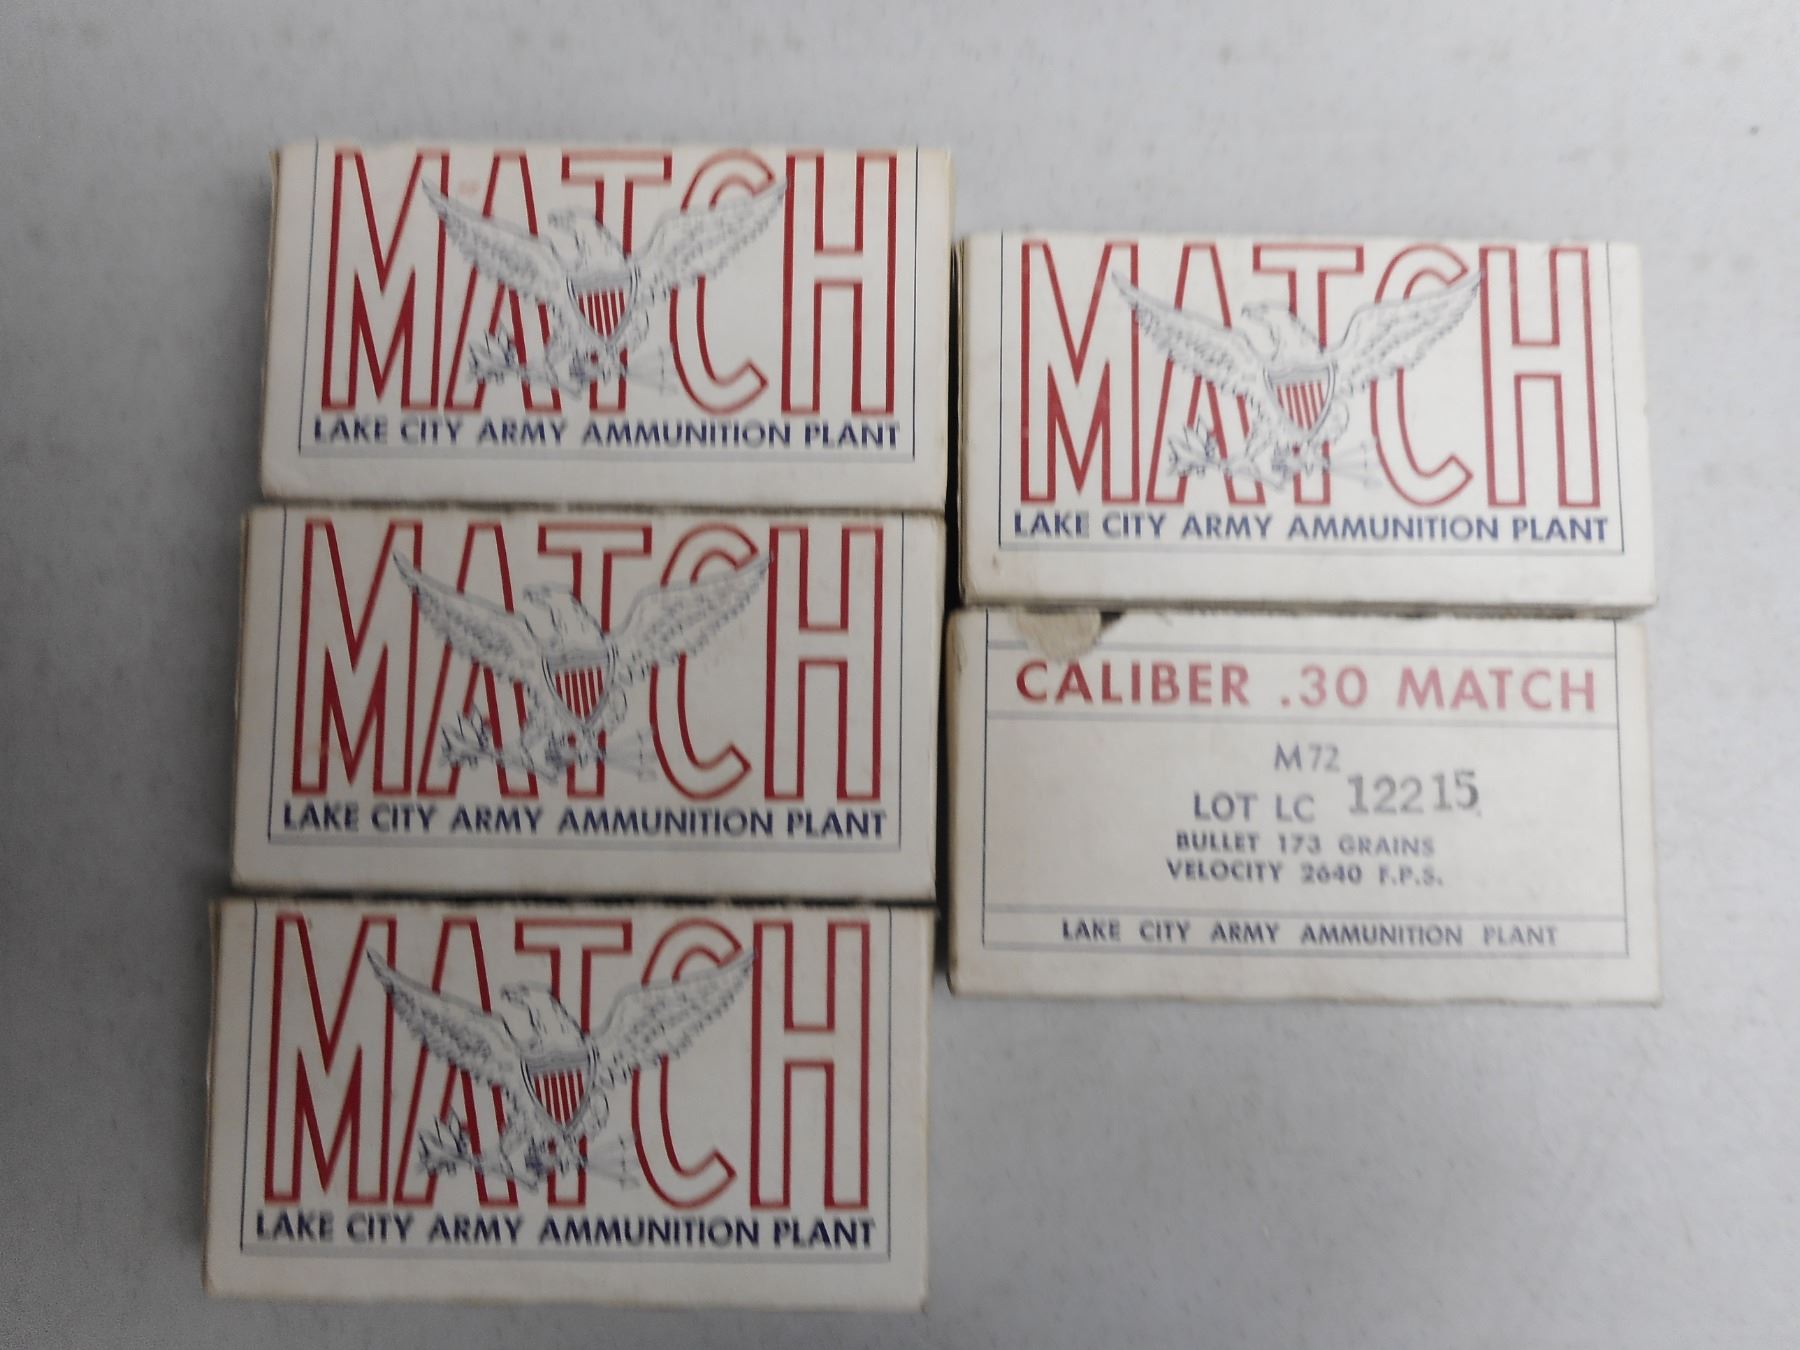 MATCH
LAKE CITY ARMY AMMUNITION PLANT
MATCH
LAKE CITY ARMY AMMUNITION PLANT
MATCH
LAKE CITY ARMY AMMUNITION PLANT
MATCH
LAKE CITY ARMY AMMUNITION PLANT
CALIBER .30 MATCH
M72
LOT LC 12215
BULLET 173 GRAINS
VELOCITY 2640 F.P.S.
LAKE CITY ARMY AMMUNITION PLANT